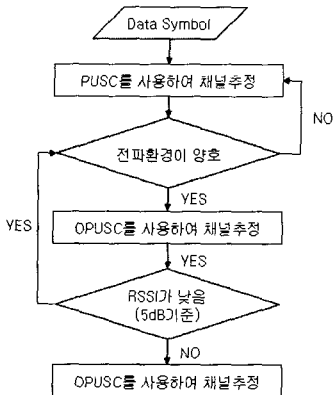 Data Symbol
PUSC를 사용하여 채널추정
NO
전파환경이 양호
YES
YES
OPUSC를 사용하여 채널추정
YES
RSSI가 낮음
(5dB기준)
NO
OPUSC를 사용하여 채널추정